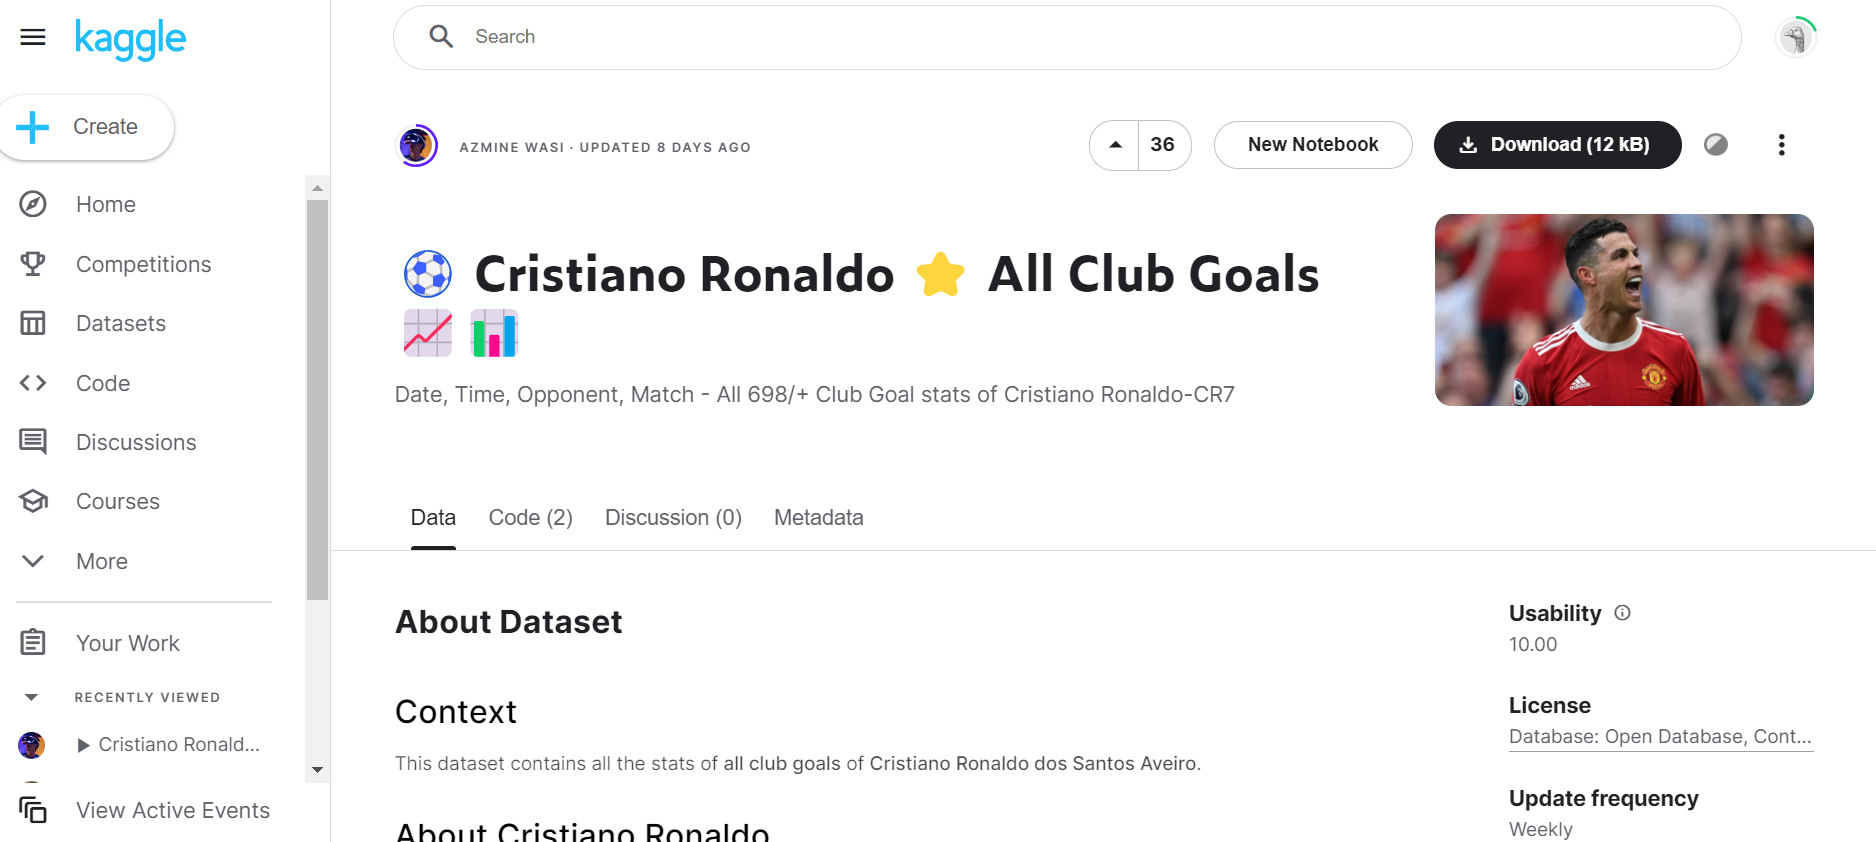 kaggle
Search
Create
Home
Competitions
Datasets
Code
Discussions
Courses
More
Your Work
RECENTLY VIEWED
Cristiano Ronald...
View Active Events
AZMINE WASI · UPDATED 8 DAYS AGO
36
New Notebook
Download (12 kB)
Cristiano Ronaldo All Club Goals
Date, Time, Opponent, Match - All 698/+ Club Goal stats of Cristiano Ronaldo-CR7
Data Code (2) Discussion (0) Metadata
About Dataset
Context
This dataset contains all the stats of all club goals of Cristiano Ronaldo dos Santos Aveiro.
About Cristiano Ronaldo
Usability
10.00
License
Database: Open Database, Cont...
Update frequency
Weekly
adidas